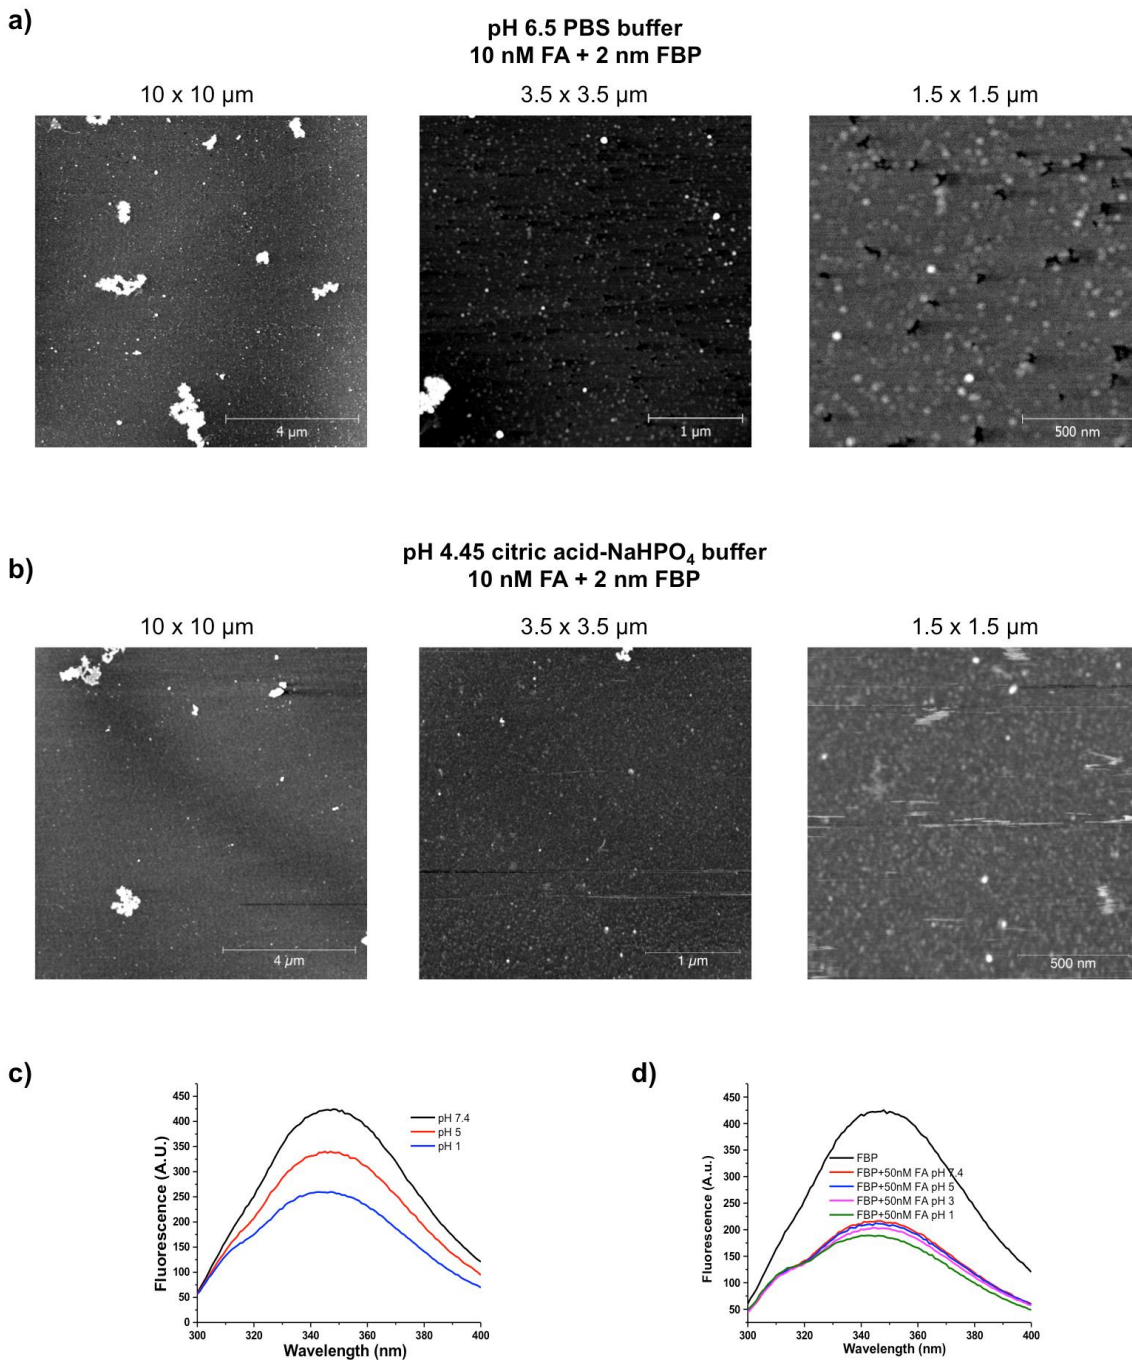 a)
pH 6.5 PBS buffer
10 nM FA + 2 nm FBP
10 x 10 µm
3.5 x 3.5 µm
1.5 x 1.5 µm
4 µm
1 µm
500 nm
b)
pH 4.45 citric acid-NaHPO₄ buffer
10 nM FA + 2 nm FBP
10 x 10 µm
3.5 x 3.5 µm
1.5 x 1.5 µm
4 µm
1 µm
500 nm
c)
450
400
350
300
250
200
150
100
50
0
300
320
340
360
380
400
Fluorescence (A.U.)
Wavelength (nm)
pH 7.4
pH 5
pH 1
d)
450
400
350
300
250
200
150
100
50
300
320
340
360
380
400
Fluorescence (A.u.)
Wavelength (nm)
FBP
FBP+50nM FA pH 7.4
FBP+50nM FA pH 5
FBP+50nM FA pH 3
FBP+50nM FA pH 1